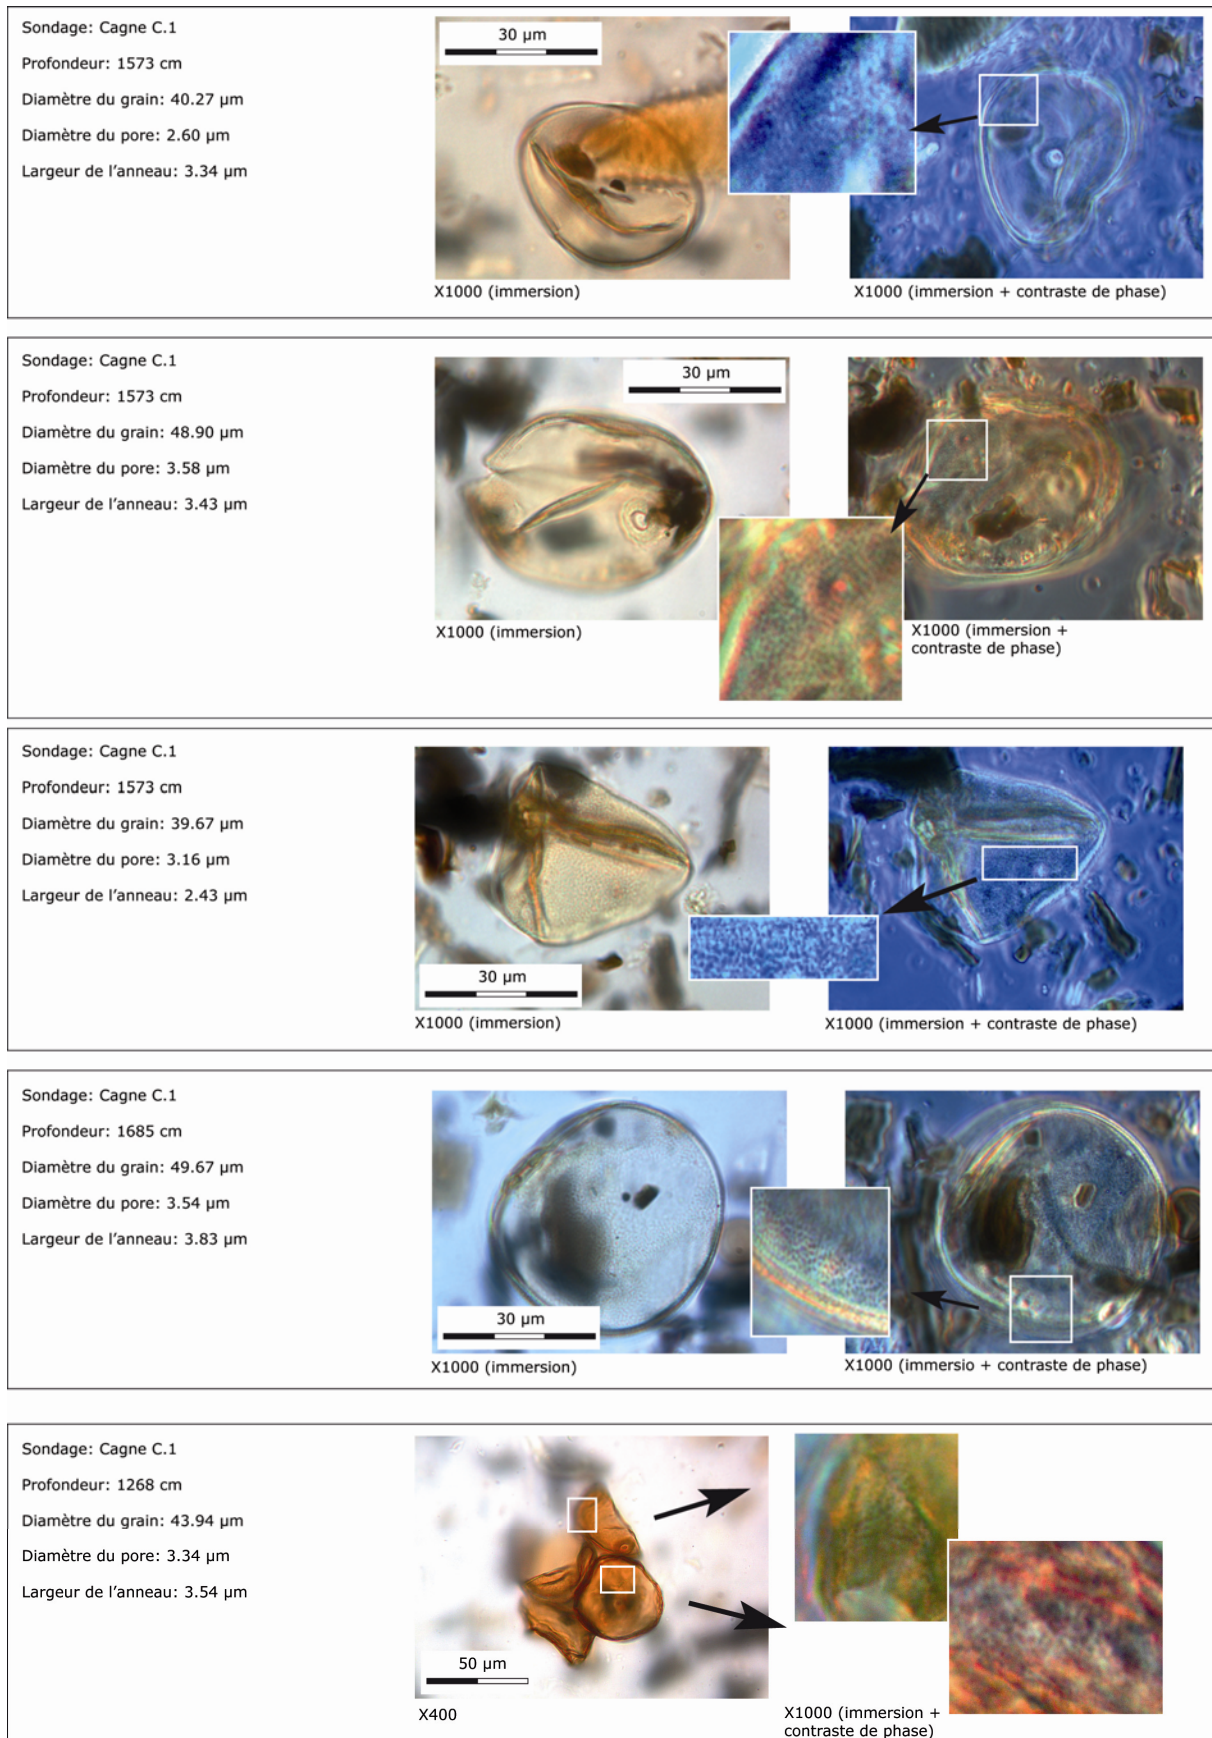 Sondage: Cagne C.1
Profondeur: 1573 cm
Diamètre du grain: 40.27 µm
Diamètre du pore: 2.60 µm
Largeur de l'anneau: 3.34 µm
30 µm
X1000 (immersion)
X1000 (immersion + contraste de phase)
Sondage: Cagne C.1
Profondeur: 1573 cm
Diamètre du grain: 48.90 µm
Diamètre du pore: 3.58 µm
Largeur de l'anneau: 3.43 µm
30 µm
X1000 (immersion)
X1000 (immersion +
contraste de phase)
Sondage: Cagne C.1
Profondeur: 1573 cm
Diamètre du grain: 39.67 µm
Diamètre du pore: 3.16 µm
Largeur de l'anneau: 2.43 µm
30 µm
X1000 (immersion)
X1000 (immersion + contraste de phase)
Sondage: Cagne C.1
Profondeur: 1685 cm
Diamètre du grain: 49.67 µm
Diamètre du pore: 3.54 µm
Largeur de l'anneau: 3.83 µm
30 µm
X1000 (immersion)
X1000 (immersio + contraste de phase)
Sondage: Cagne C.1
Profondeur: 1268 cm
Diamètre du grain: 43.94 µm
Diamètre du pore: 3.34 µm
Largeur de l'anneau: 3.54 µm
50 µm
X400
X1000 (immersion +
contraste de phase)